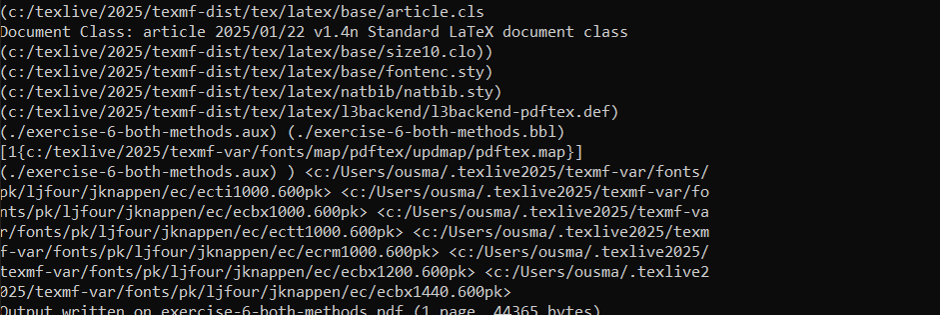 (c:/texlive/2025/texmf-dist/tex/latex/base/article.cls
Document Class: article 2025/01/22 v1.4n Standard LaTeX document class
(c:/texlive/2025/texmf-dist/tex/latex/base/size10.clo))
(c:/texlive/2025/texmf-dist/tex/latex/base/fontenc.sty)
(c:/texlive/2025/texmf-dist/tex/latex/natbib/natbib.sty)
(c:/texlive/2025/texmf-dist/tex/latex/l3backend/l3backend-pdftex.def)
(./exercise-6-both-methods.aux) (./exercise-6-both-methods.bbl)
[1{c:/texlive/2025/texmf-var/fonts/map/pdftex/updmap/pdftex.map}]
(./exercise-6-both-methods.aux) ) <c:/Users/ousma/.texlive2025/texmf-var/fonts/
pk/ljfour/jknappen/ec/ecti1000.600pk> <c:/Users/ousma/.texlive2025/texmf-var/fo
nts/pk/ljfour/jknappen/ec/ecbx1000.600pk> <c:/Users/ousma/.texlive2025/texmf-va
r/fonts/pk/ljfour/jknappen/ec/ectt1000.600pk> <c:/Users/ousma/.texlive2025/texm
f-var/fonts/pk/ljfour/jknappen/ec/ecrm1000.600pk> <c:/Users/ousma/.texlive2025/
texmf-var/fonts/pk/ljfour/jknappen/ec/ecbx1200.600pk> <c:/Users/ousma/.texlive2
025/texmf-var/fonts/pk/ljfour/jknappen/ec/ecbx1440.600pk>
Output written on exercise-6-both-methods.pdf (1 page, 44365 bytes)